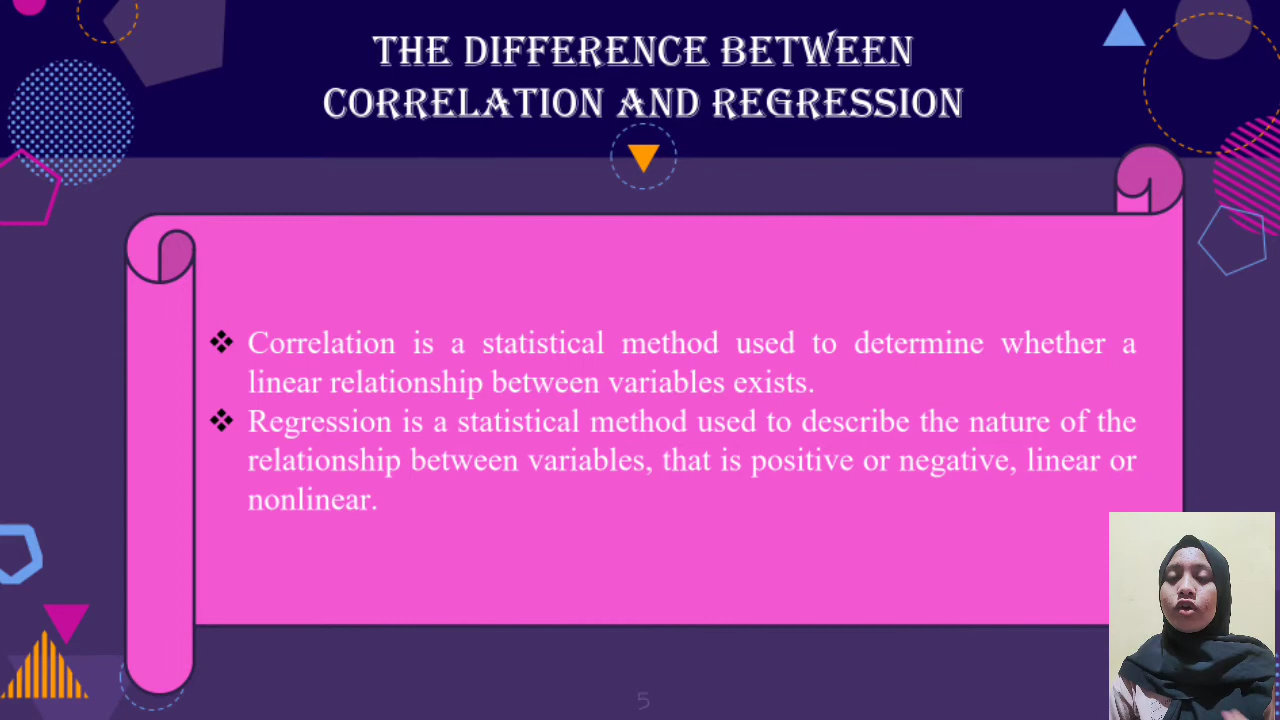 THE DIFFERENCE BETWEEN
CORRELATION AND REGRESSION
Correlation is a statistical method used to determine whether a
linear relationship between variables exists.
Regression is a statistical method used to describe the nature of the
relationship between variables, that is positive or negative, linear or
nonlinear.
5